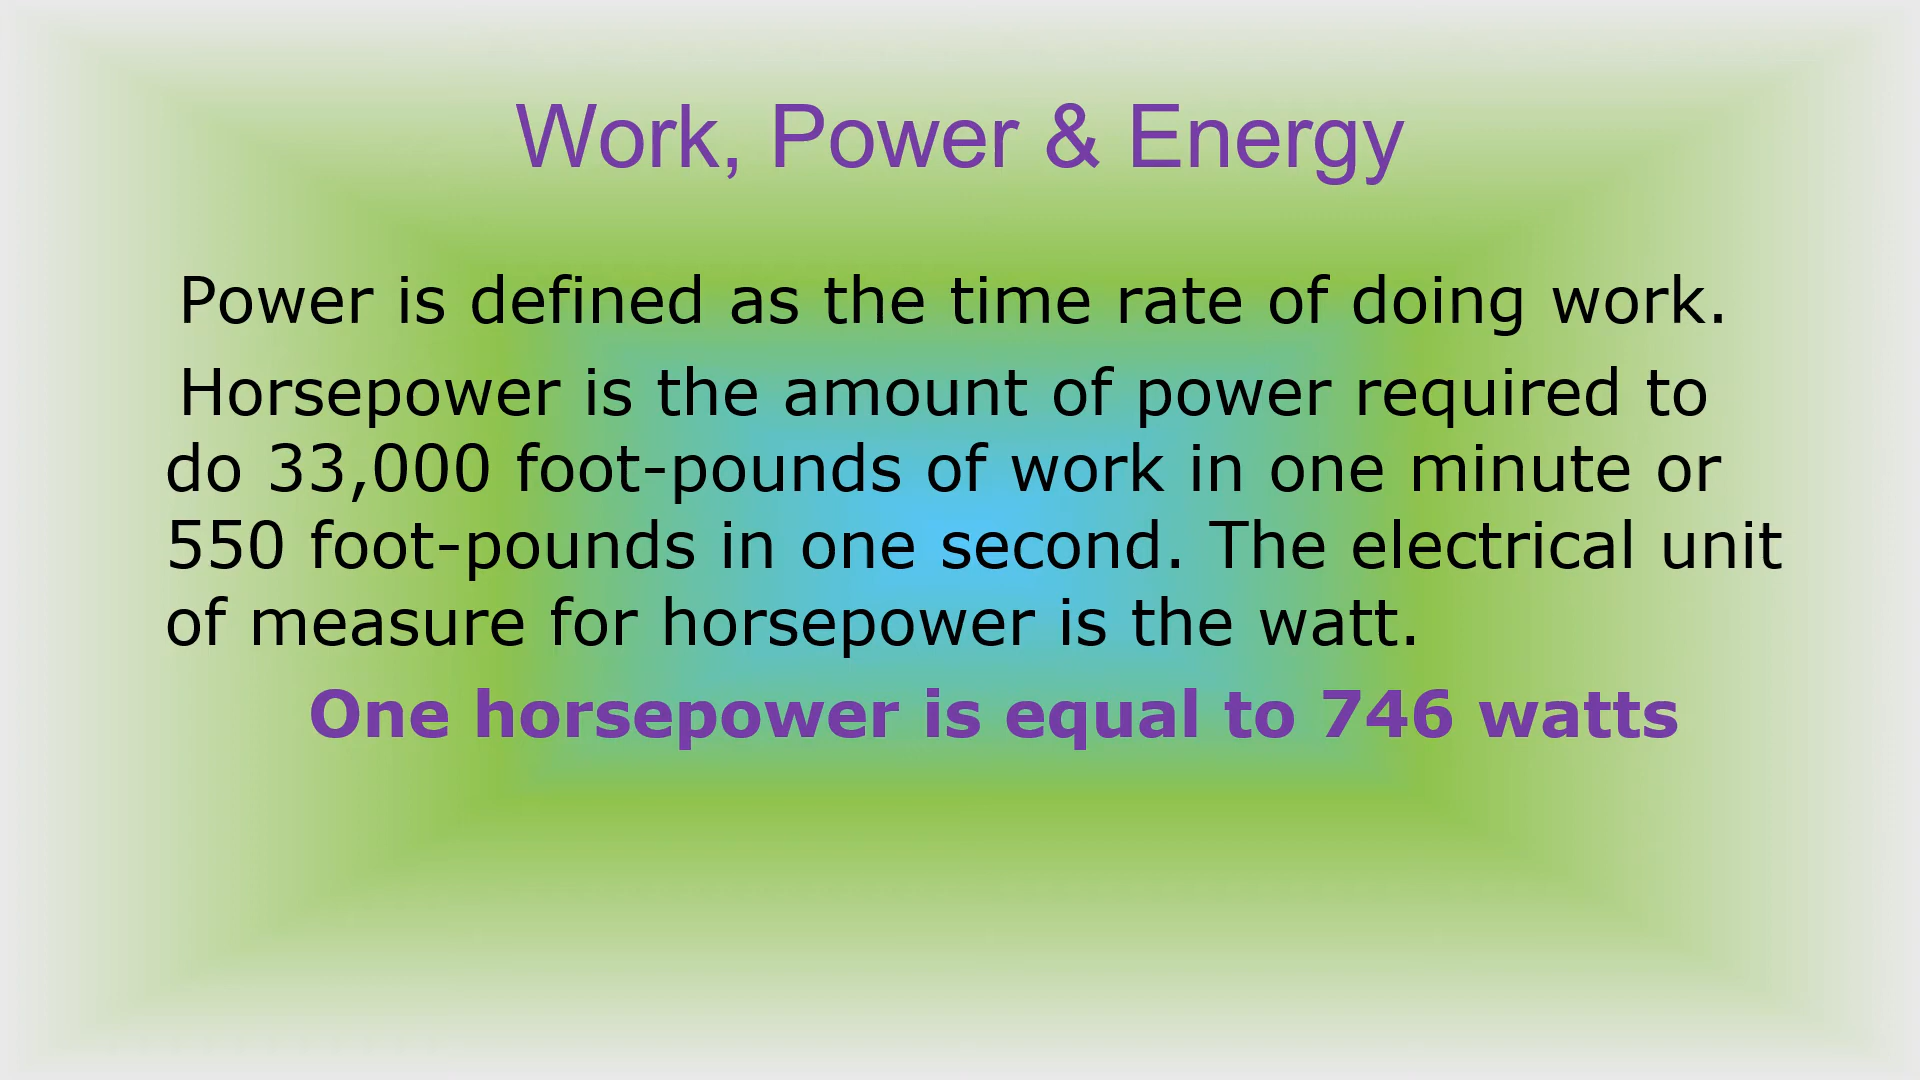 Work, Power & Energy
Power is defined as the time rate of doing work.
Horsepower is the amount of power required to
do 33,000 foot-pounds of work in one minute or
550 foot-pounds in one second. The electrical unit
of measure for horsepower is the watt.
One horsepower is equal to 746 watts